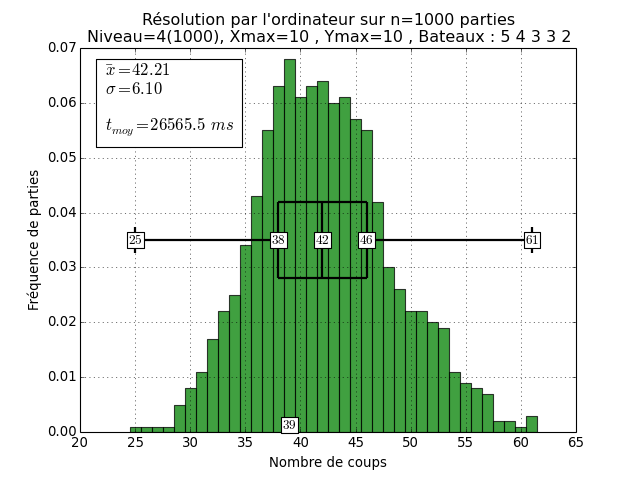 Résolution par l'ordinateur sur n=1000 parties
Niveau=4(1000), Xmax=10 , Ymax=10 , Bateaux : 5 4 3 3 2
0.07
x̄=42.21
σ=6.10
t_moy=26565.5 ms
0.06
0.05
0.04
0.03
0.02
0.01
0.00
Fréquence de parties
25
38
42
46
61
39
20 25 30 35 40 45 50 55 60 65
Nombre de coups